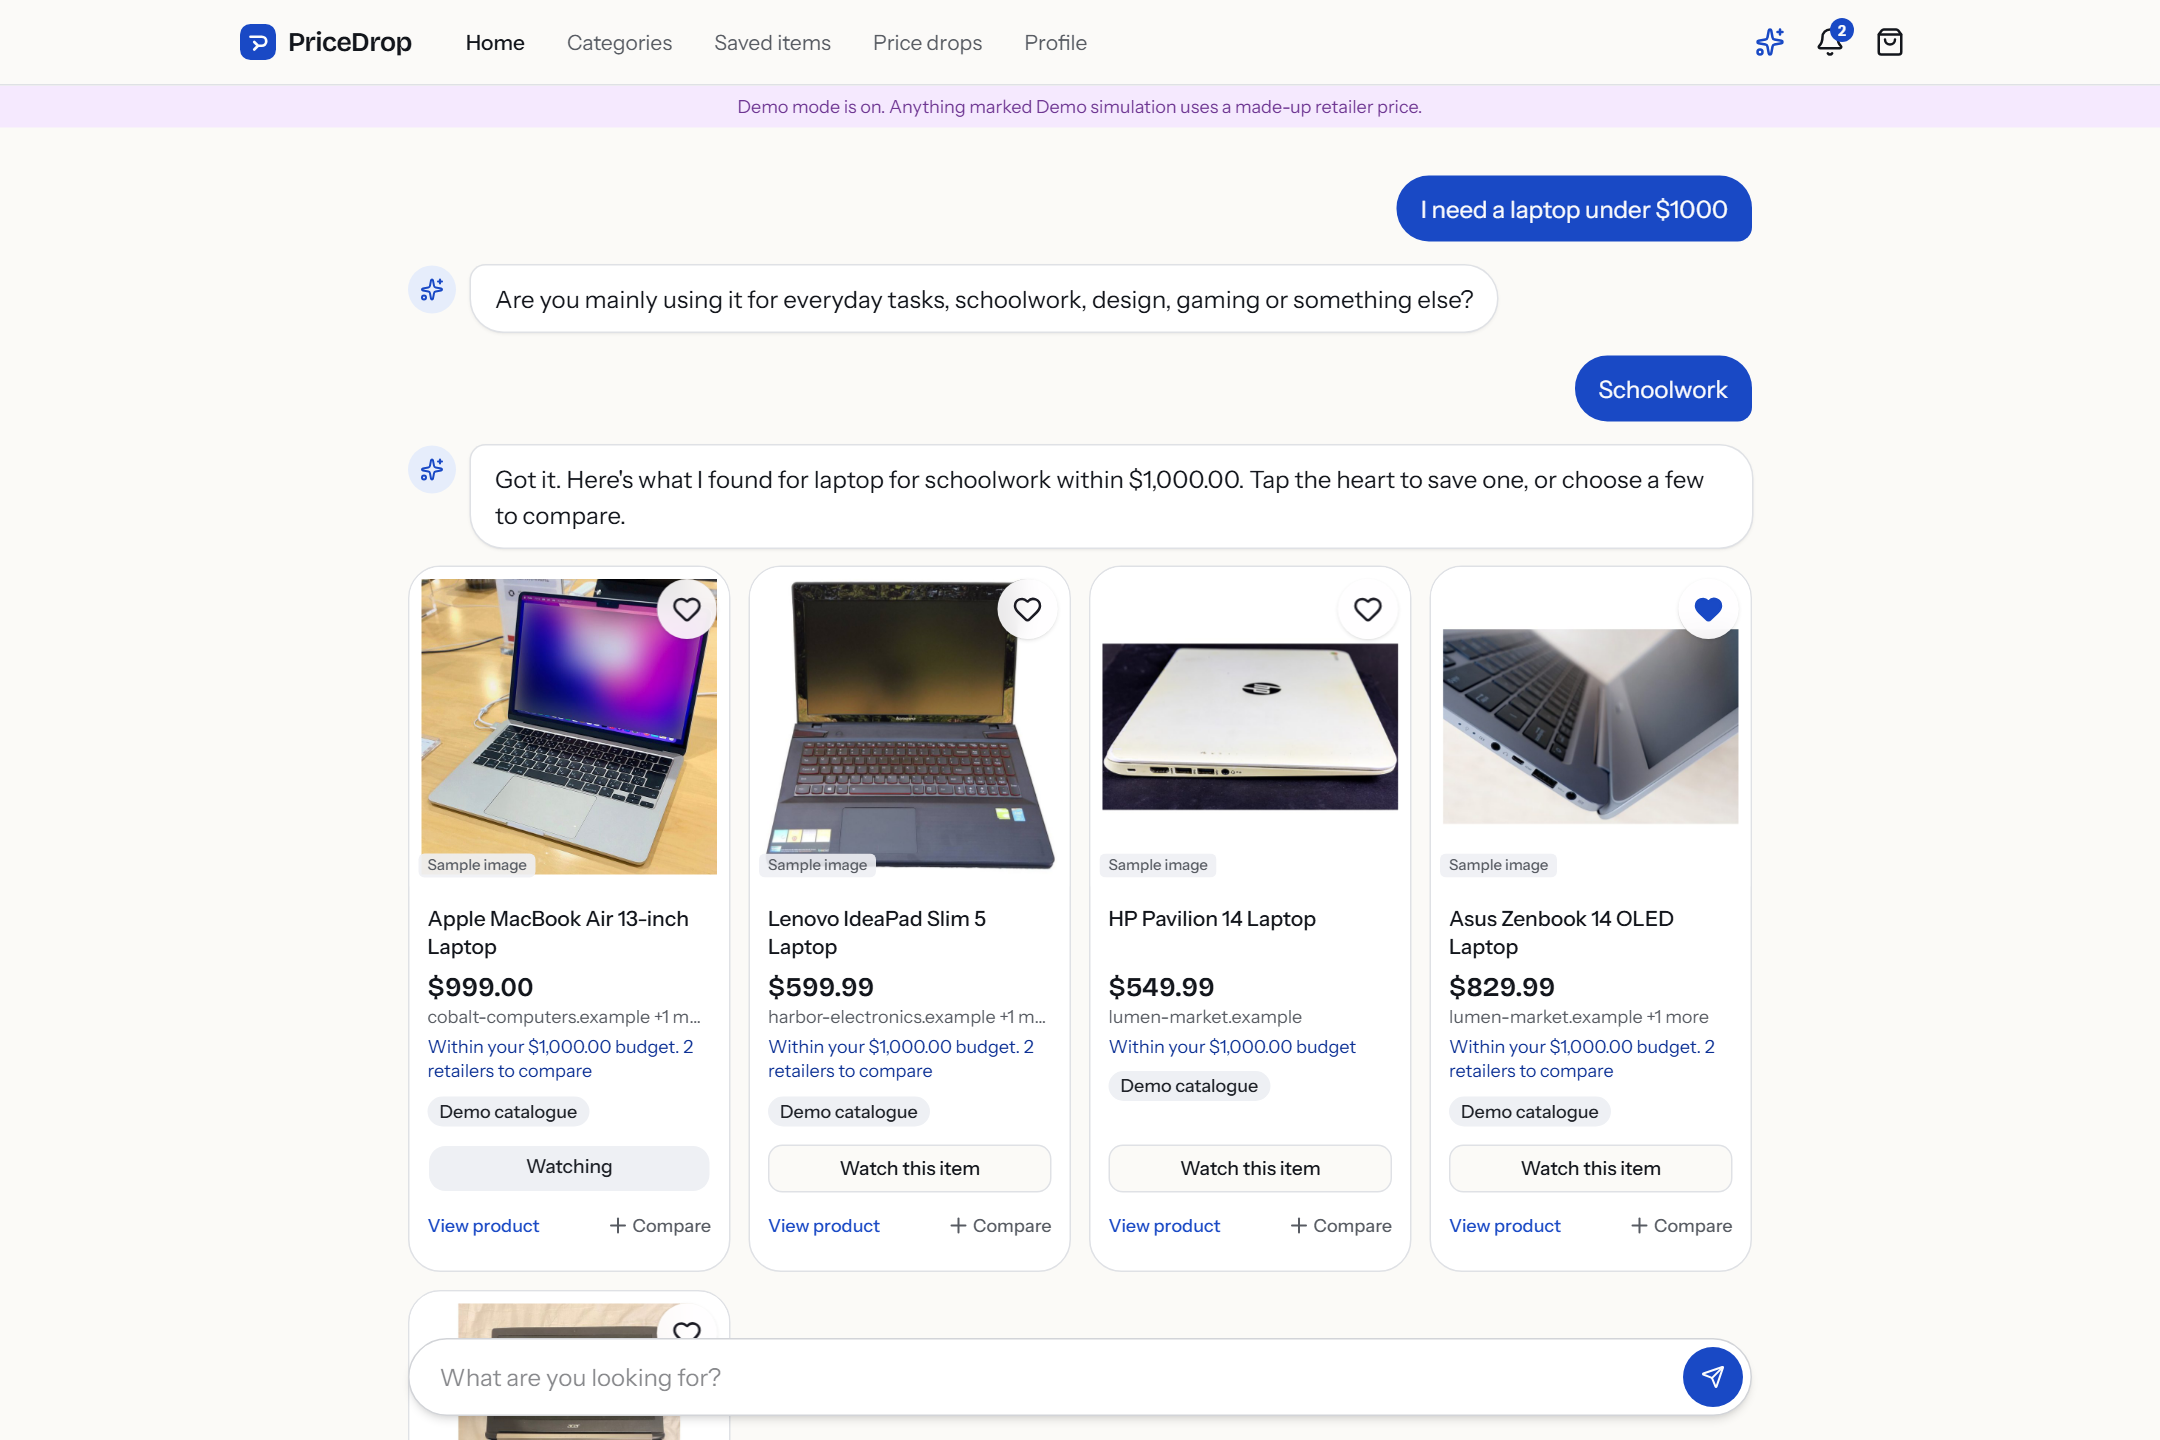 PriceDrop
Home
Categories
Saved items
Price drops
Profile
2
Demo mode is on. Anything marked Demo simulation uses a made-up retailer price.
I need a laptop under $1000
Are you mainly using it for everyday tasks, schoolwork, design, gaming or something else?
Schoolwork
Got it. Here's what I found for laptop for schoolwork within $1,000.00. Tap the heart to save one, or choose a few
to compare.
Sample image
Apple MacBook Air 13-inch
Laptop
$999.00
cobalt-computers.example +1 m...
Within your $1,000.00 budget. 2
retailers to compare
Demo catalogue
Watching
View product
Compare
Sample image
Lenovo IdeaPad Slim 5
Laptop
$599.99
harbor-electronics.example +1 m...
Within your $1,000.00 budget. 2
retailers to compare
Demo catalogue
Watch this item
View product
Compare
Sample image
HP Pavilion 14 Laptop
$549.99
lumen-market.example
Within your $1,000.00 budget
Demo catalogue
Watch this item
View product
Compare
Sample image
Asus Zenbook 14 OLED
Laptop
$829.99
lumen-market.example +1 more
Within your $1,000.00 budget. 2
retailers to compare
Demo catalogue
Watch this item
View product
Compare
What are you looking for?
acer